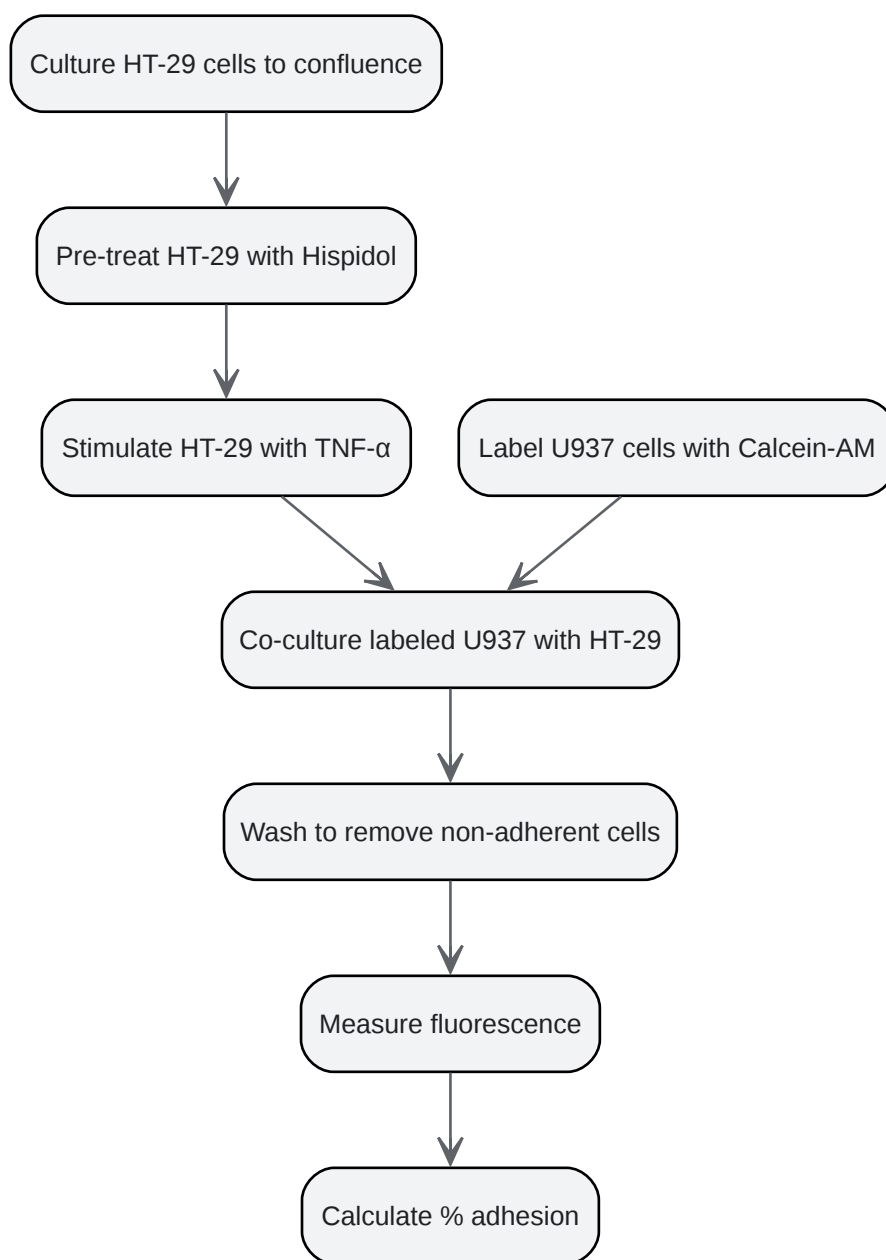 Culture HT-29 cells to confluence
Pre-treat HT-29 with Hispidol
Stimulate HT-29 with TNF-α
Label U937 cells with Calcein-AM
Co-culture labeled U937 with HT-29
Wash to remove non-adherent cells
Measure fluorescence
Calculate % adhesion